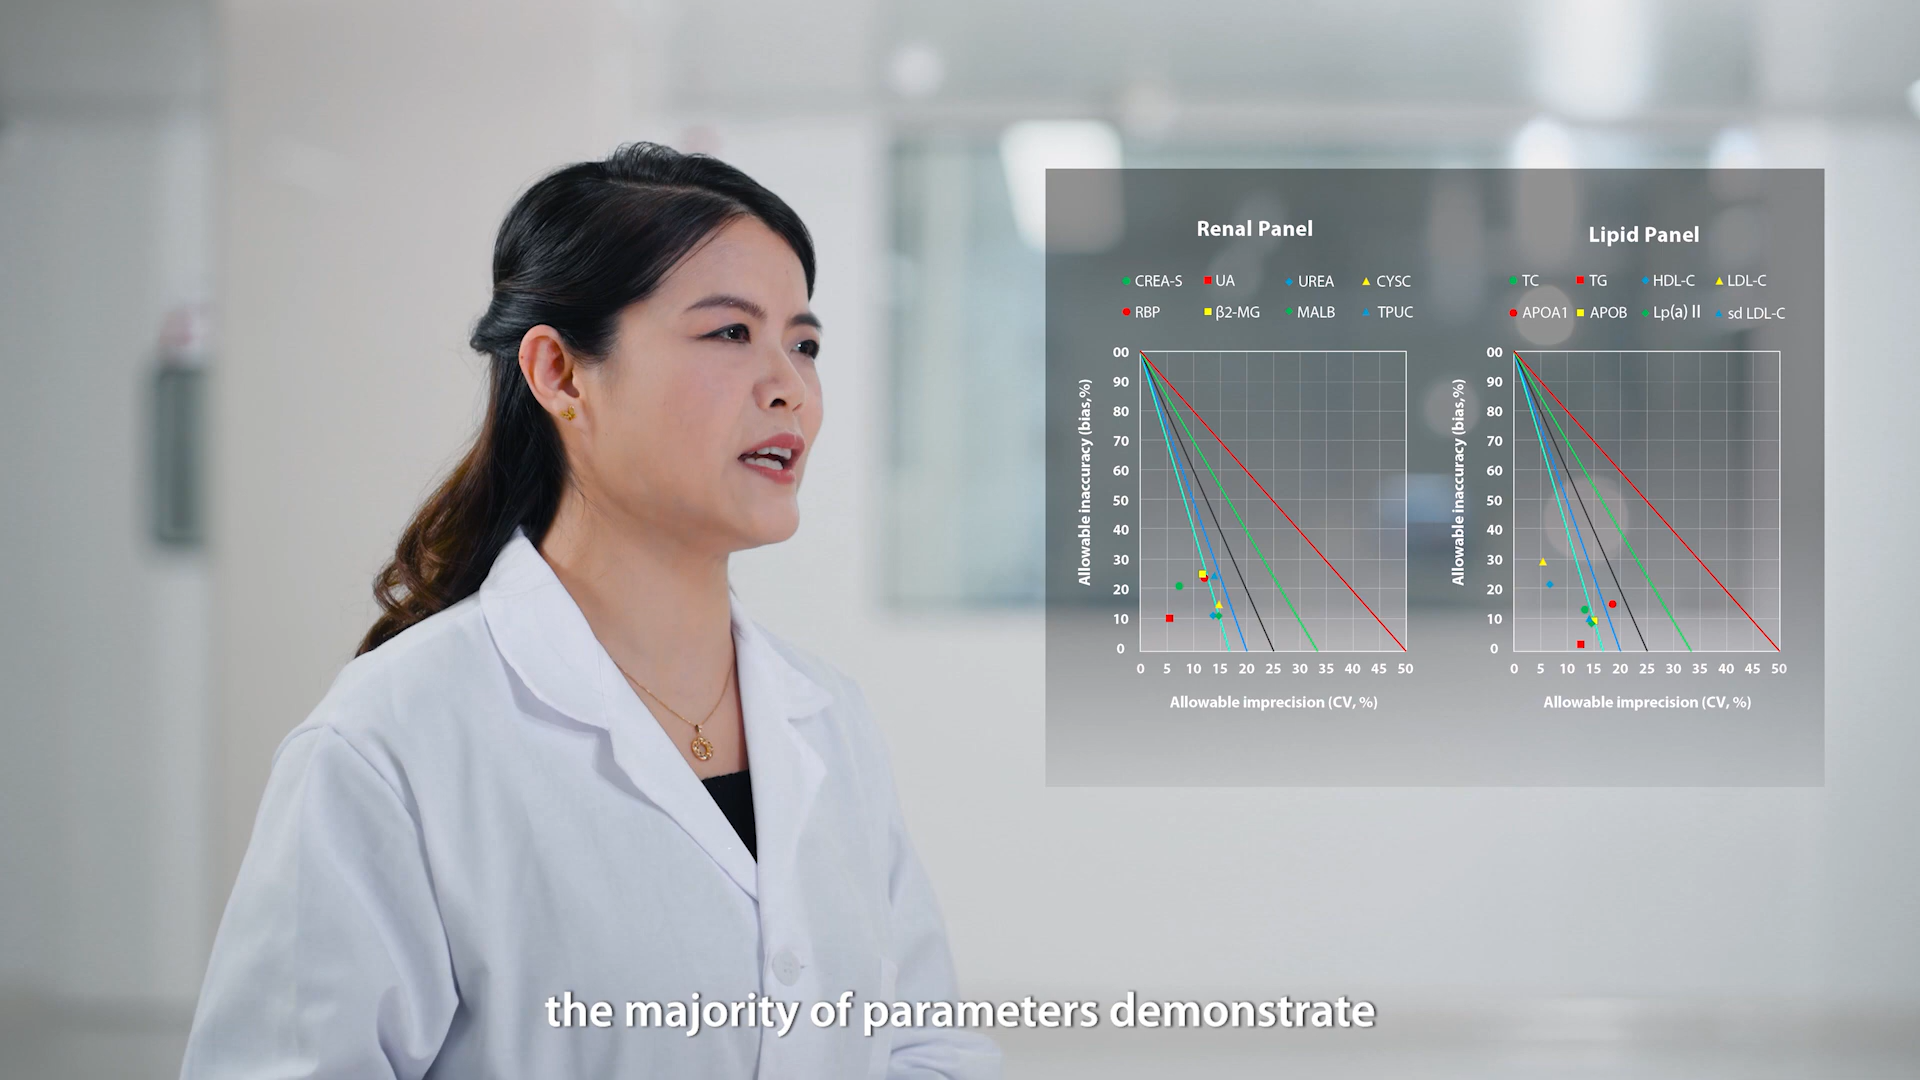 Renal Panel
CREA-S UA UREA CYSC
RBP β2-MG MALB TPUC
Allowable inaccuracy (bias,%)
00
90
80
70
60
50
40
30
20
10
0
0 5 10 15 20 25 30 35 40 45 50
Allowable imprecision (CV, %)
Lipid Panel
TC TG HDL-C LDL-C
APOA1 APOB Lp(a) II sd LDL-C
Allowable inaccuracy (bias,%)
00
90
80
70
60
50
40
30
20
10
0
0 5 10 15 20 25 30 35 40 45 50
Allowable imprecision (CV, %)
the majority of parameters demonstrate